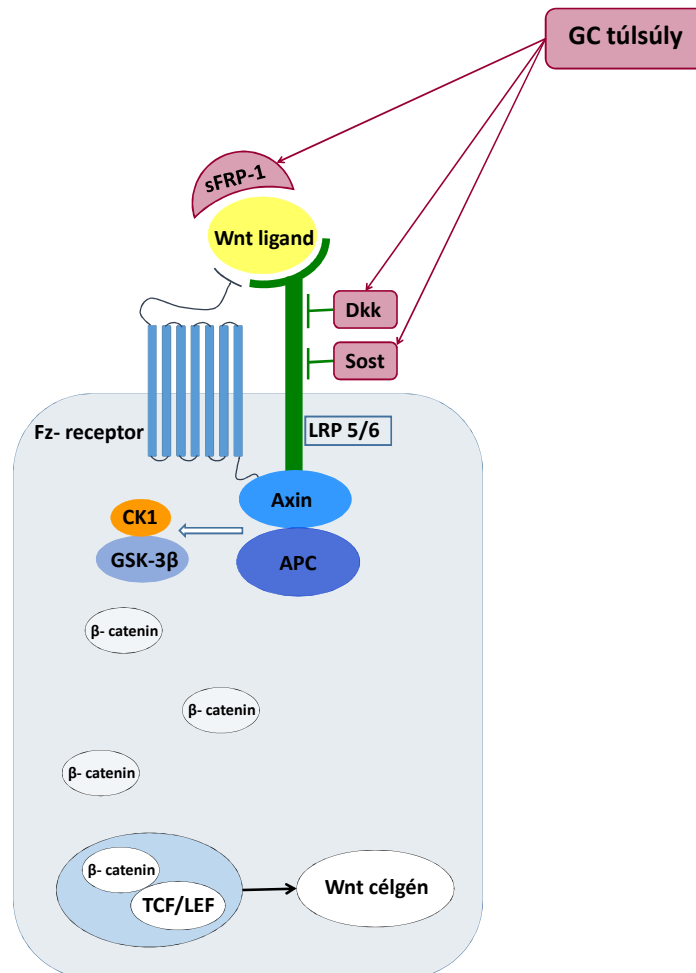 GC túlsúly
sFRP-1
Wnt ligand
Dkk
Sost
Fz- receptor
LRP 5/6
Axin
CK1
GSK-3β
APC
β- catenin
β- catenin
β- catenin
β- catenin
TCF/LEF
Wnt célgén